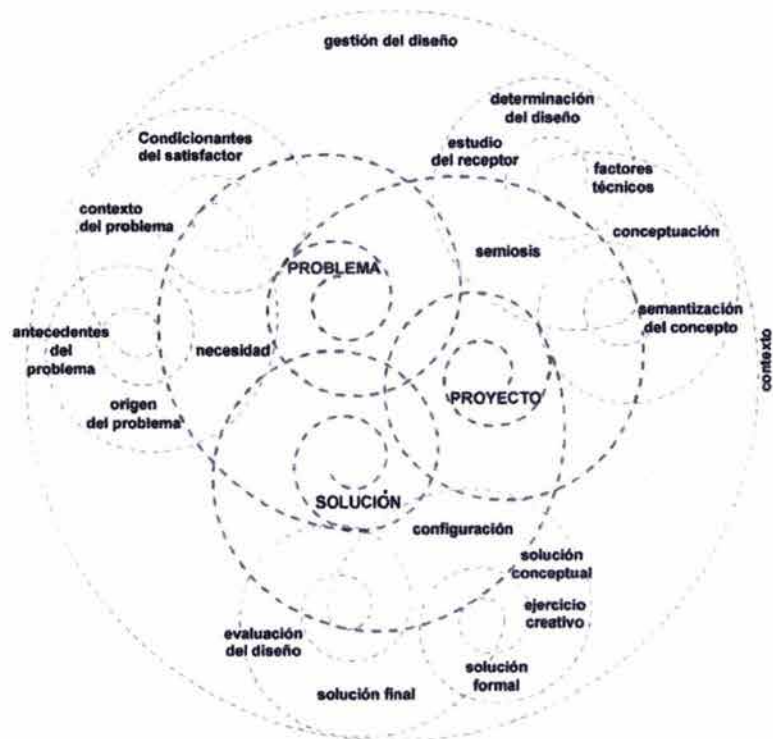 gestión del diseño
determinación
del diseño
Condicionantes
del satisfactor
estudio
del receptor
factores
técnicos
contexto
del problema
conceptuación
semiosis
PROBLEMA
semantización
del concepto
antecedentes
del
problema
necesidad
contexto
PROYECTO
origen
del problema
SOLUCIÓN
configuración
solución
conceptual
ejercicio
creativo
evaluación
del diseño
solución
formal
solución final